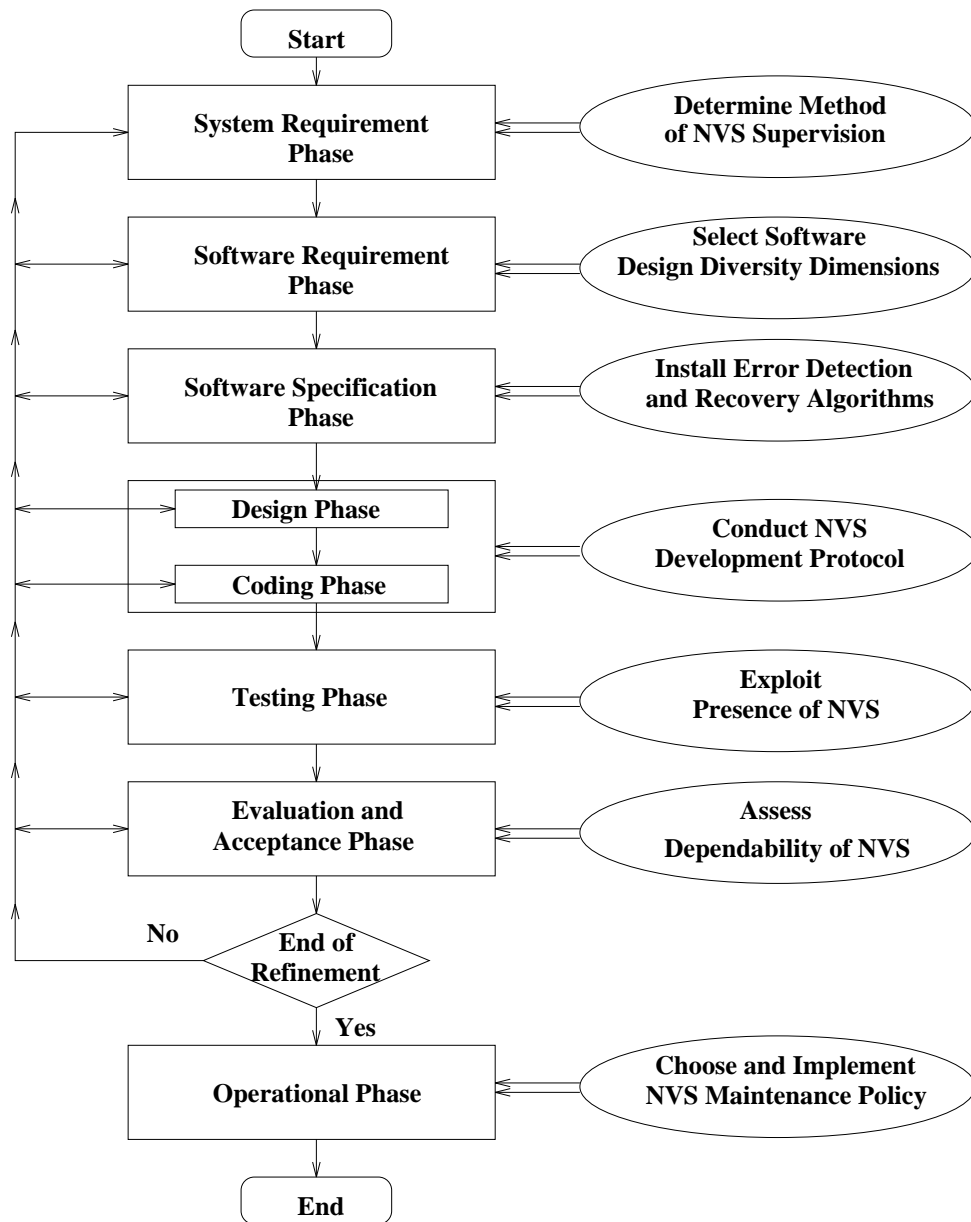 Start
System Requirement
Phase
Determine Method
of NVS Supervision
Software Requirement
Phase
Select Software
Design Diversity Dimensions
Software Specification
Phase
Install Error Detection
and Recovery Algorithms
Design Phase
Coding Phase
Conduct NVS
Development Protocol
Testing Phase
Exploit
Presence of NVS
Evaluation and
Acceptance Phase
Assess
Dependability of NVS
No
End of
Refinement
Yes
Operational Phase
Choose and Implement
NVS Maintenance Policy
End